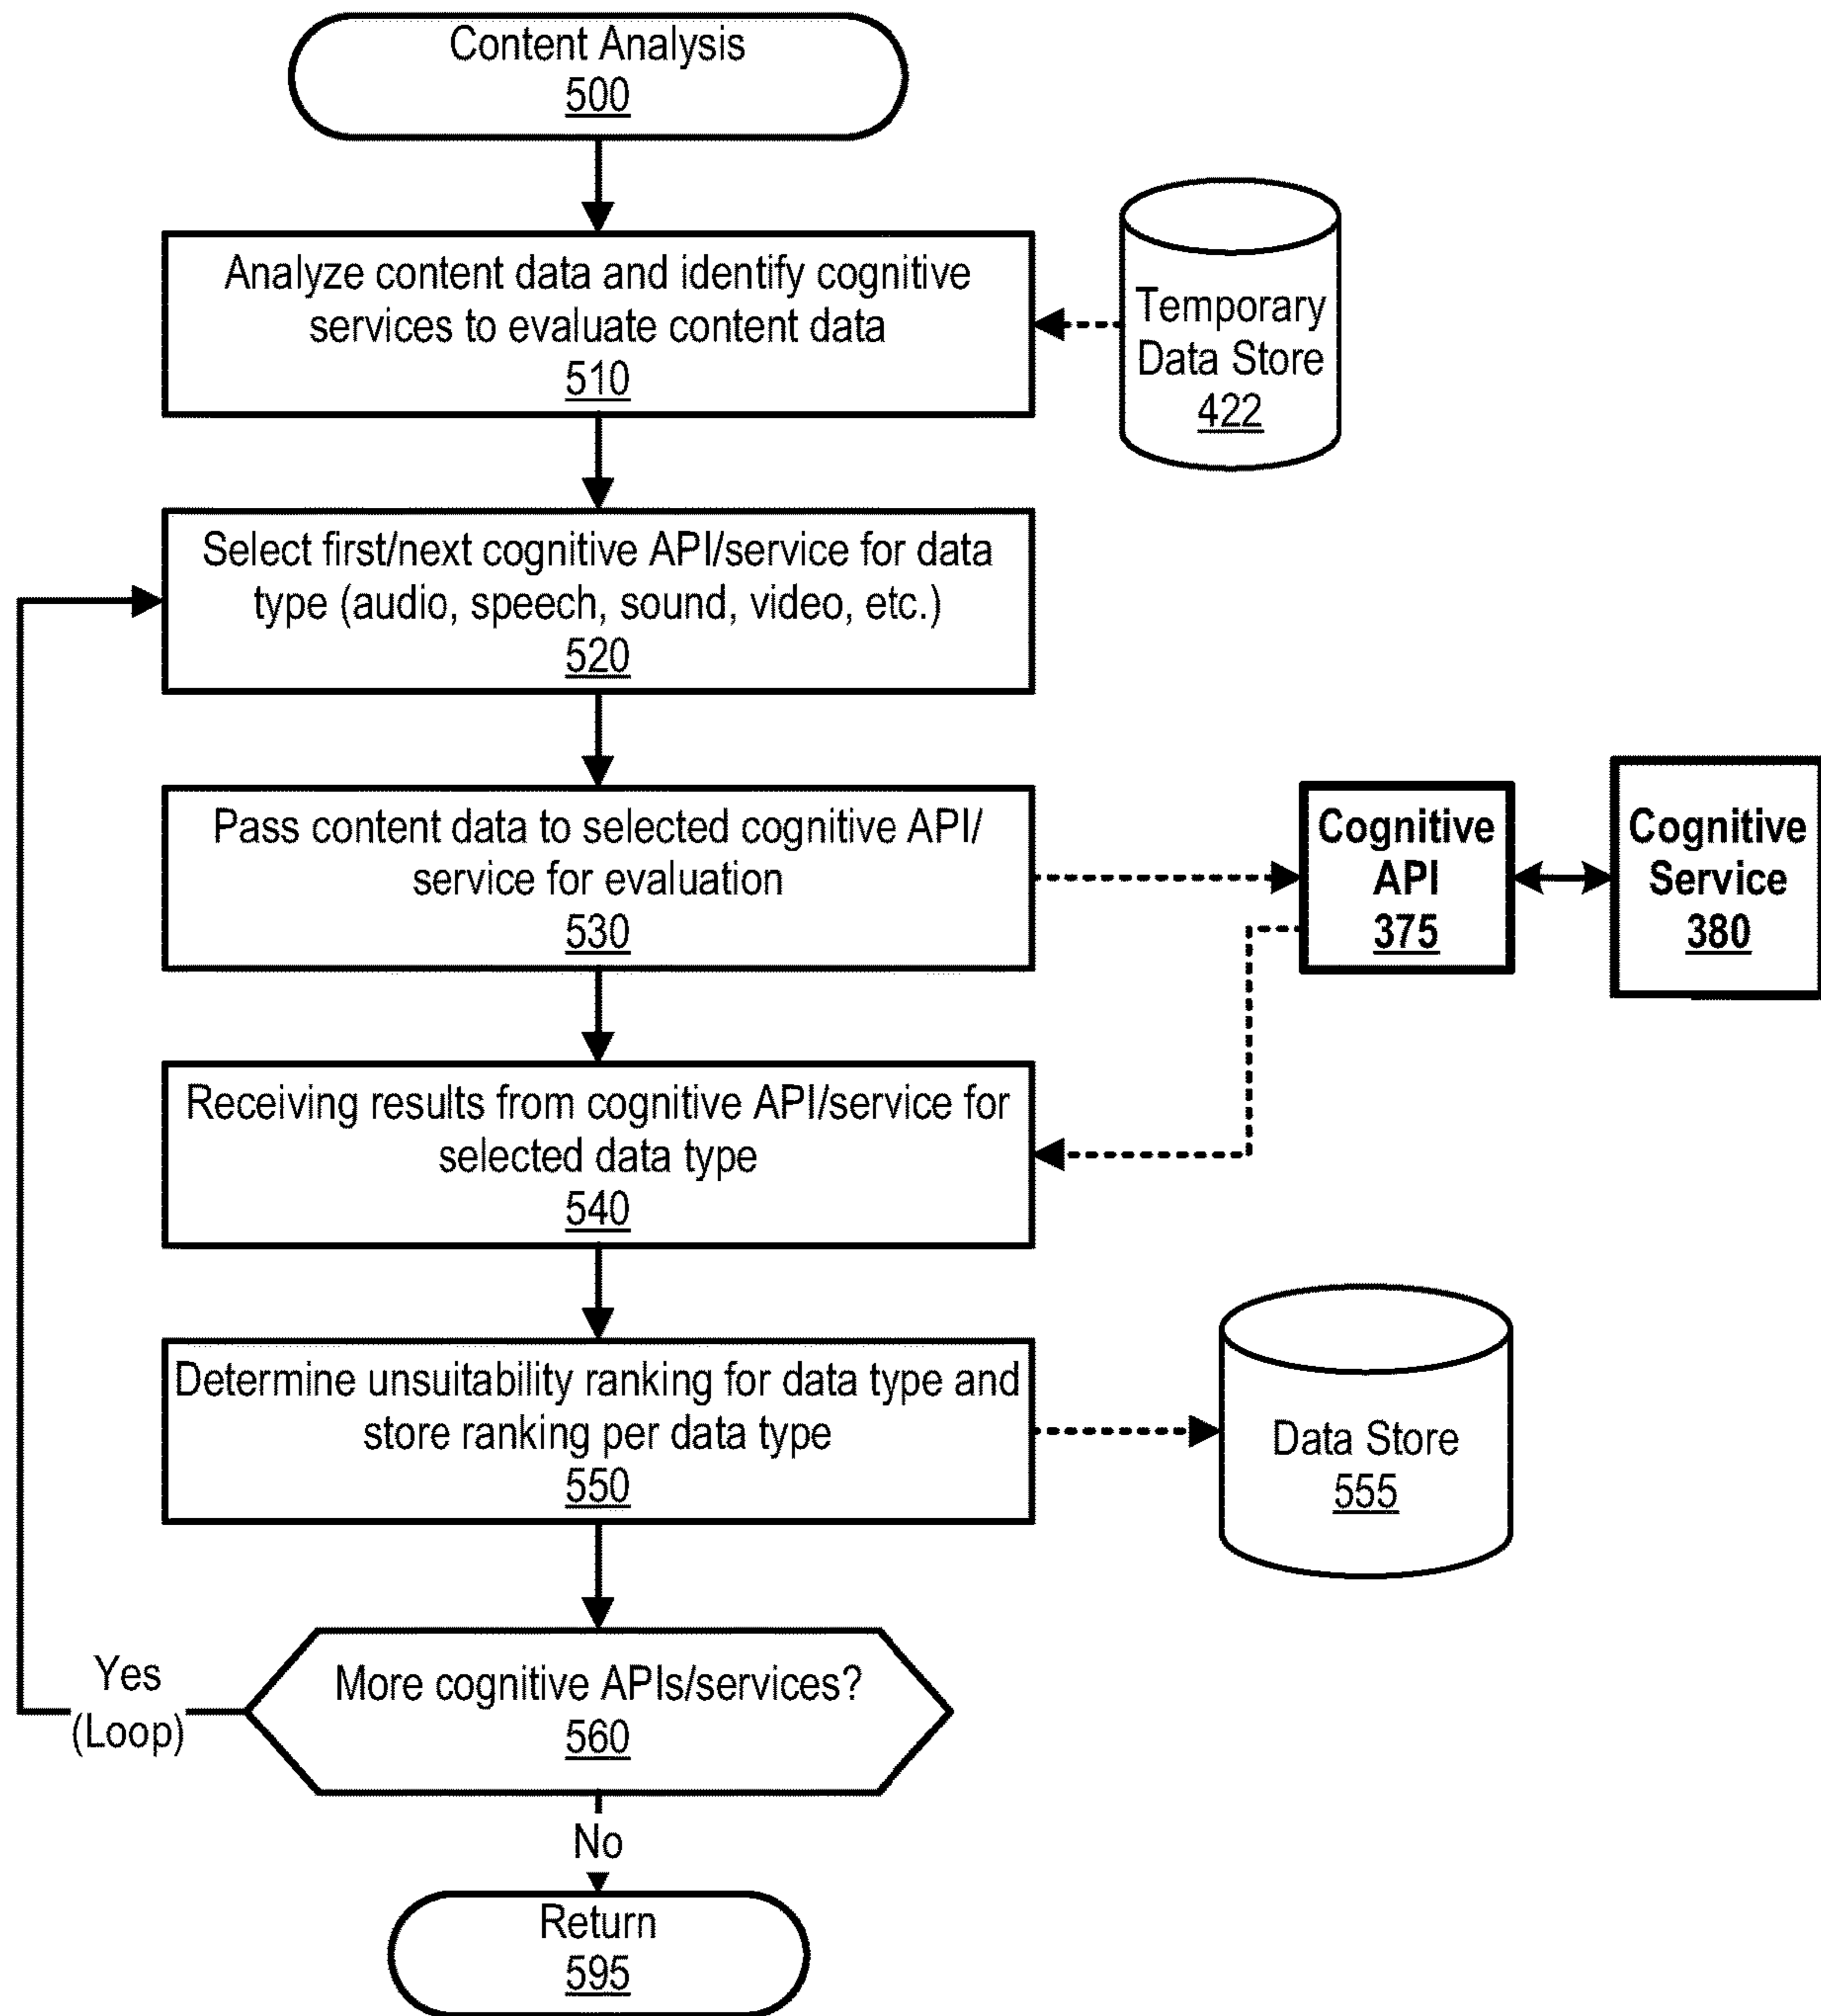 Content Analysis
500
Analyze content data and identify cognitive
services to evaluate content data
510
Temporary
Data Store
422
Select first/next cognitive API/service for data
type (audio, speech, sound, video, etc.)
520
Pass content data to selected cognitive API/
service for evaluation
530
Cognitive
API
375
Cognitive
Service
380
Receiving results from cognitive API/service for
selected data type
540
Determine unsuitability ranking for data type and
store ranking per data type
550
Data Store
555
More cognitive APIs/services?
560
Yes
(Loop)
No
Return
595